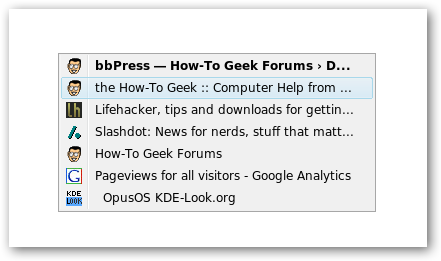 bbPress — How-To Geek Forums › D...
the How-To Geek :: Computer Help from ...
lh Lifehacker, tips and downloads for gettin...
Slashdot: News for nerds, stuff that matt...
How-To Geek Forums
G Pageviews for all visitors - Google Analytics
KDE LOOK OpusOS KDE-Look.org